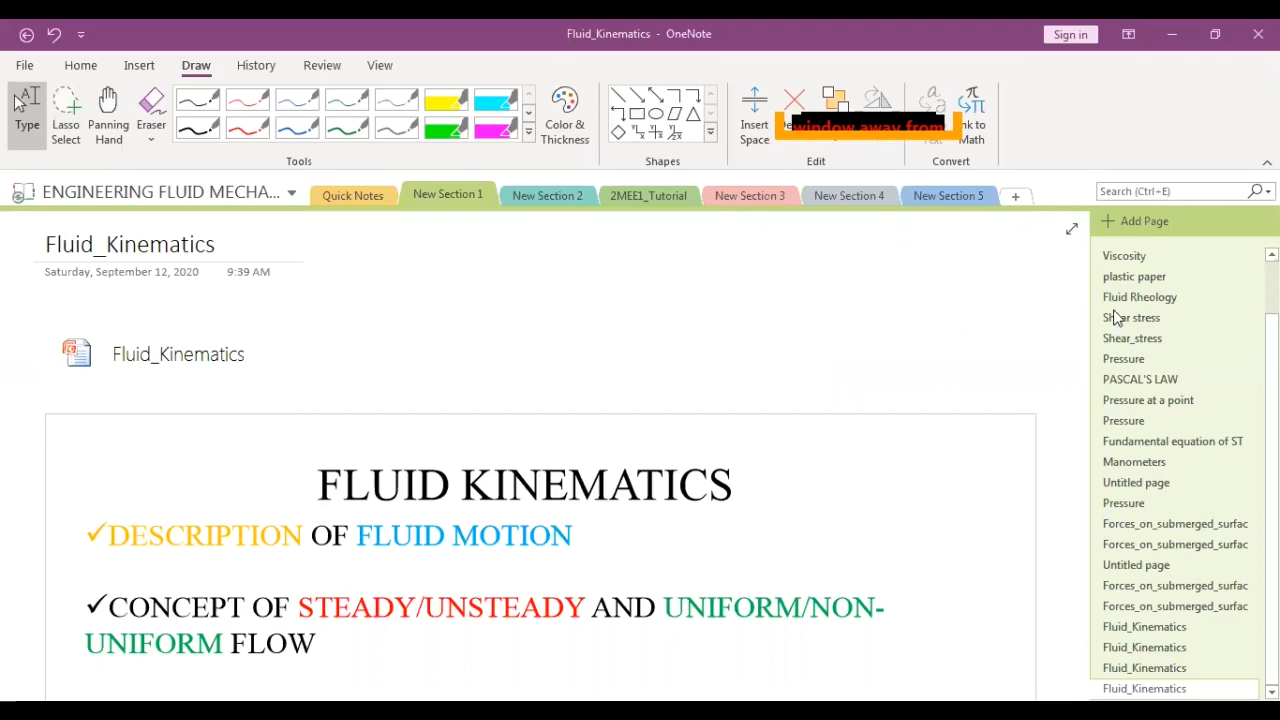 Fluid_Kinematics - OneNote
Sign in
File Home Insert Draw History Review View
Type
Lasso Select
Panning Hand
Eraser
Color & Thickness
Insert Space
window away from
to Math
Tools
Shapes
Edit
Convert
ENGINEERING FLUID MECHA...
Quick Notes
New Section 1
New Section 2
2MEE1_Tutorial
New Section 3
New Section 4
New Section 5
Search (Ctrl+E)
Add Page
Fluid_Kinematics
Saturday, September 12, 2020 9:39 AM
Fluid_Kinematics
FLUID KINEMATICS
✓DESCRIPTION OF FLUID MOTION
✓CONCEPT OF STEADY/UNSTEADY AND UNIFORM/NON-
UNIFORM FLOW
Viscosity
plastic paper
Fluid Rheology
Shear stress
Shear_stress
Pressure
PASCAL'S LAW
Pressure at a point
Pressure
Fundamental equation of ST
Manometers
Untitled page
Pressure
Forces_on_submerged_surfac
Forces_on_submerged_surfac
Untitled page
Forces_on_submerged_surfac
Forces_on_submerged_surfac
Fluid_Kinematics
Fluid_Kinematics
Fluid_Kinematics
Fluid_Kinematics